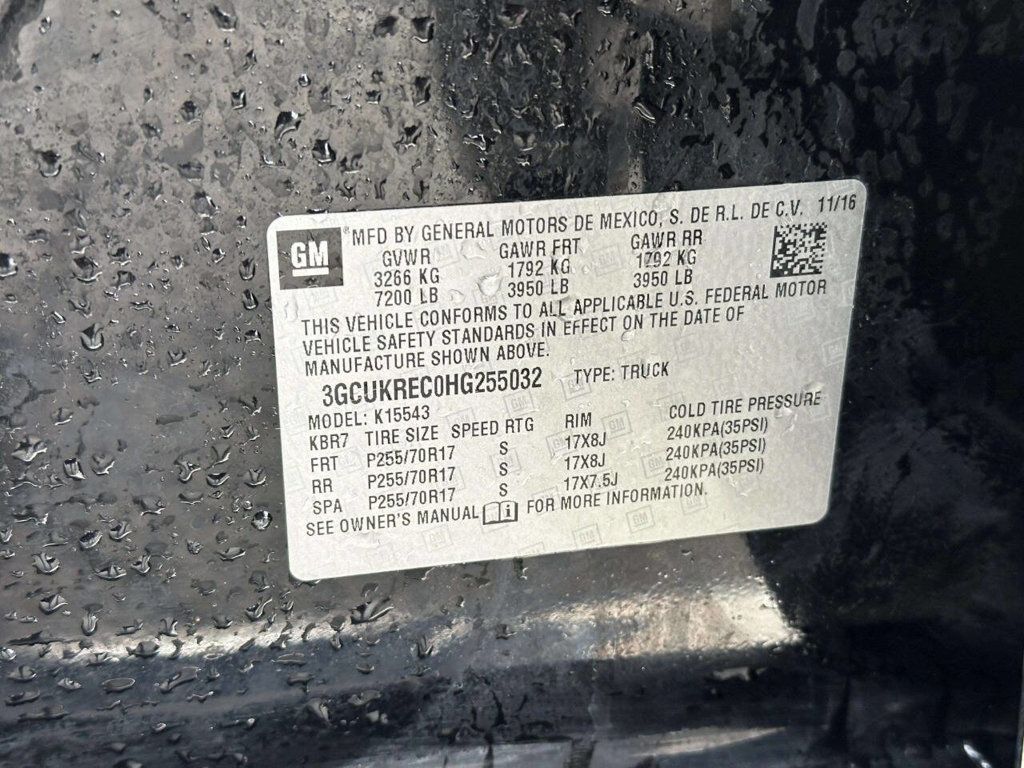 GM ® MFD BY GENERAL MOTORS DE MEXICO, S. DE R.L. DE C.V. 11/16
GVWR GAWR FRT GAWR RR
3266 KG 1792 KG 1792 KG
7200 LB 3950 LB 3950 LB
THIS VEHICLE CONFORMS TO ALL APPLICABLE U.S. FEDERAL MOTOR
VEHICLE SAFETY STANDARDS IN EFFECT ON THE DATE OF
MANUFACTURE SHOWN ABOVE.
3GCUKREC0HG255032 TYPE: TRUCK
MODEL: K15543
KBR7 TIRE SIZE SPEED RTG RIM COLD TIRE PRESSURE
FRT P255/70R17 S 17X8J 240KPA(35PSI)
RR P255/70R17 S 17X8J 240KPA(35PSI)
SPA P255/70R17 S 17X7.5J 240KPA(35PSI)
SEE OWNER'S MANUAL FOR MORE INFORMATION.